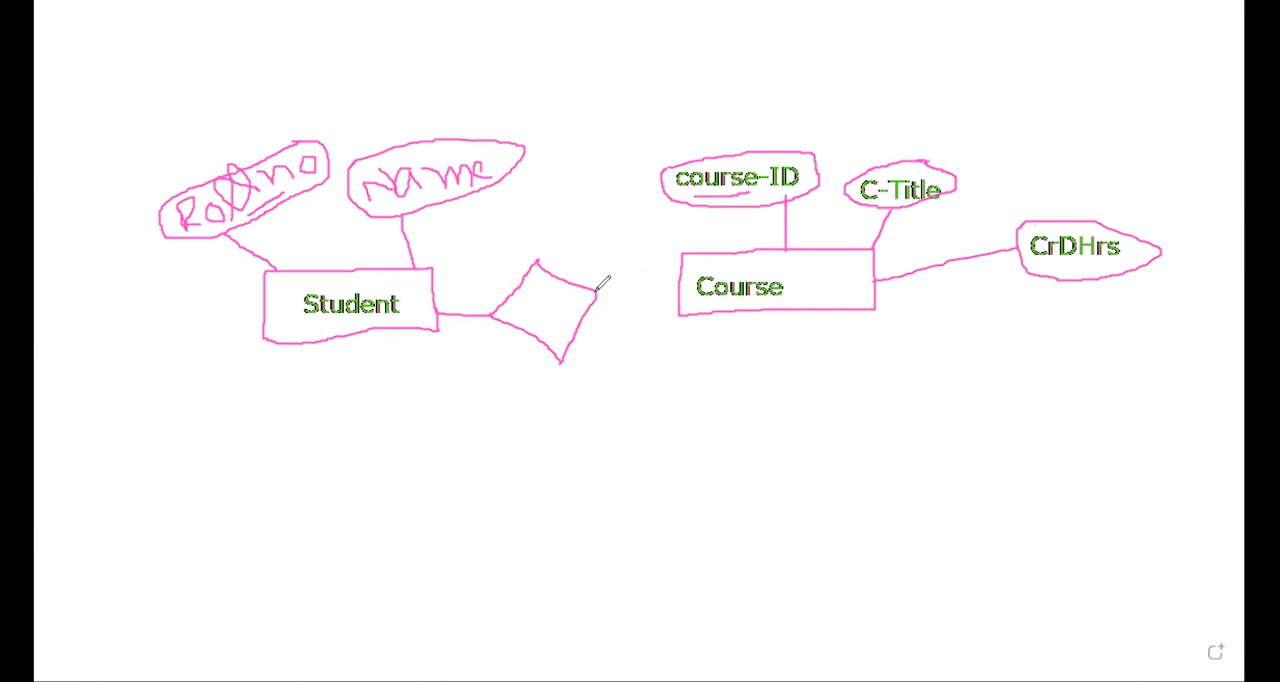 Rollno
Name
course-ID
C-Title
CrDHrs
Student
Course